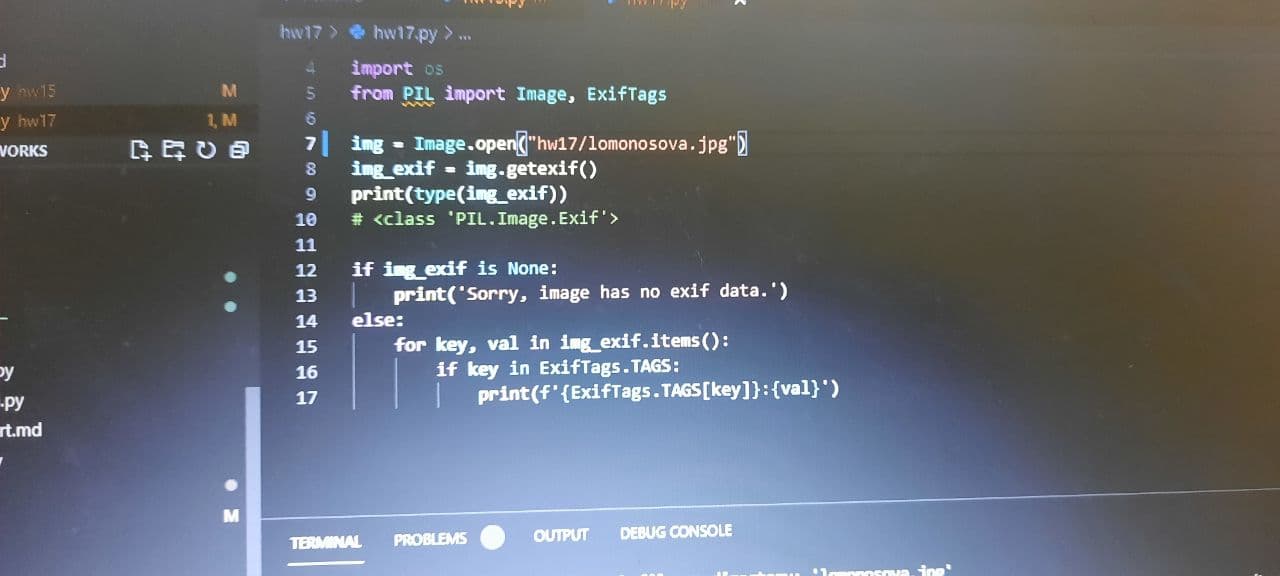 hw17 > hw17.py > ...
4 import os
5 from PIL import Image, ExifTags
6
7 img = Image.open("hw17/lomonosova.jpg")
8 img_exif = img.getexif()
9 print(type(img_exif))
10 # <class 'PIL.Image.Exif'>
11
12 if img_exif is None:
13     print('Sorry, image has no exif data.')
14 else:
15     for key, val in img_exif.items():
16         if key in ExifTags.TAGS:
17             print(f'{ExifTags.TAGS[key]}:{val}')
y hw15 M
y hw17 1, M
WORKS
.py
rt.md
M
TERMINAL PROBLEMS OUTPUT DEBUG CONSOLE
'lomonosova.jpg'